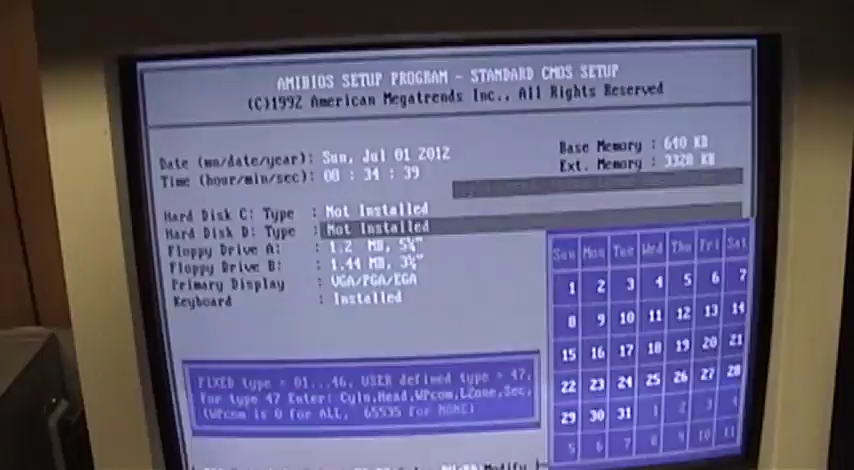 AMIBIOS SETUP PROGRAM - STANDARD CMOS SETUP
(C)1992 American Megatrends Inc., All Rights Reserved
Date (mn/date/year): Sun, Jul 01 2012
Base Memory : 640 KB
Time (hour/min/sec): 00 : 34 : 39
Ext. Memory : 3328 KB
Hard Disk C: Type : Not Installed
Hard Disk D: Type : Not Installed
Floppy Drive A: : 1.2 MB, 5¼"
Floppy Drive B: : 1.44 MB, 3½"
Primary Display : VGA/PGA/EGA
Keyboard : Installed
Sun Mon Tue Wed Thu Fri Sat
1 2 3 4 5 6 7
8 9 10 11 12 13 14
15 16 17 18 19 20 21
22 23 24 25 26 27 28
29 30 31 1 2 3 4
5 6 7 8 9 10 11
FIXED type = 01...46, USER defined type = 47,
For type 47 Enter: Cyln,Head,WPcom,LZone,Sec,
(WPcom is 0 for ALL, 65535 for NONE)
Modify